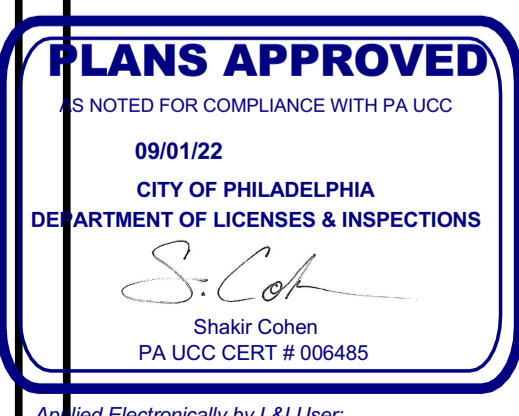 PLANS APPROVED
AS NOTED FOR COMPLIANCE WITH PA UCC
09/01/22
CITY OF PHILADELPHIA
DEPARTMENT OF LICENSES & INSPECTIONS
S. Coh
Shakir Cohen
PA UCC CERT # 006485
Applied Electronically by L&I User: